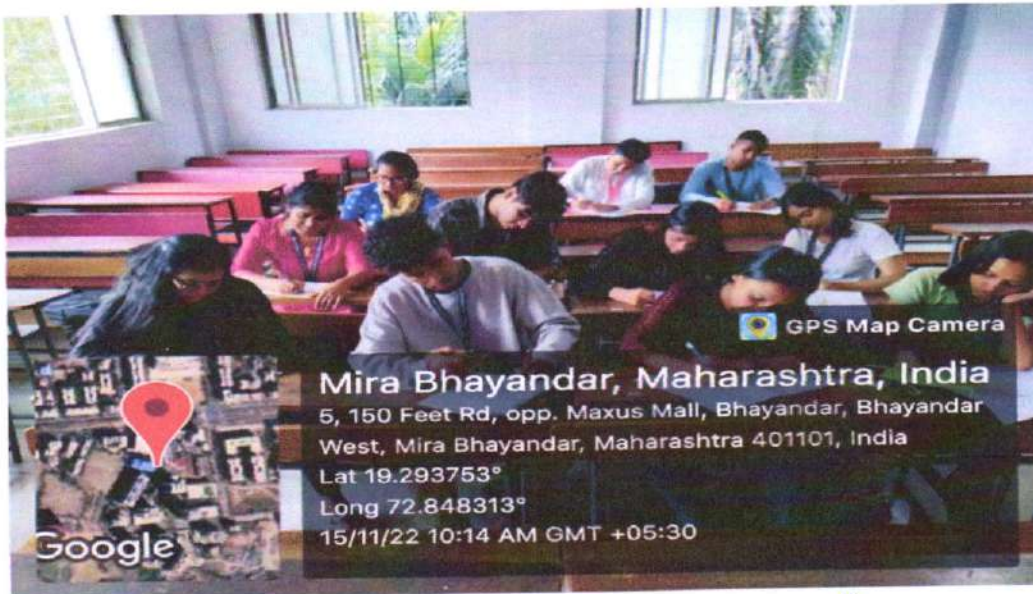 GPS Map Camera
Mira Bhayandar, Maharashtra, India
5, 150 Feet Rd, opp. Maxus Mall, Bhayandar, Bhayandar
West, Mira Bhayandar, Maharashtra 401101, India
Lat 19.293753°
Long 72.848313°
15/11/22 10:14 AM GMT +05:30
Google